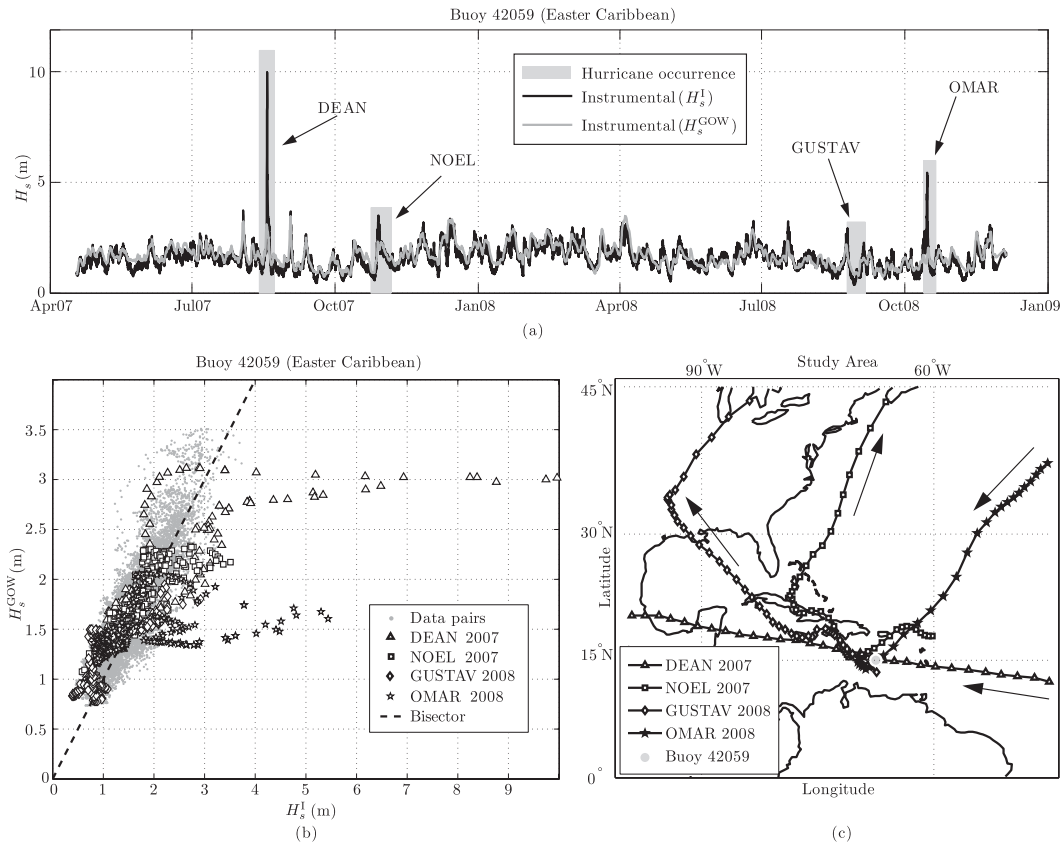 Buoy 42059 (Easter Caribbean)
10
5
0
H_s (m)
DEAN
NOEL
GUSTAV
OMAR
Hurricane occurrence
Instrumental (H_s^I)
Instrumental (H_s^GOW)
Apr07 Jul07 Oct07 Jan08 Apr08 Jul08 Oct08 Jan09
(a)
Buoy 42059 (Easter Caribbean)
3.5
3
2.5
2
1.5
1
0.5
0
H_s^GOW (m)
Data pairs
DEAN 2007
NOEL 2007
GUSTAV 2008
OMAR 2008
Bisector
0 1 2 3 4 5 6 7 8 9
H_s^I (m)
(b)
Study Area
90°W 60°W
45°N
30°N
15°N
0°
Latitude
DEAN 2007
NOEL 2007
GUSTAV 2008
OMAR 2008
Buoy 42059
Longitude
(c)